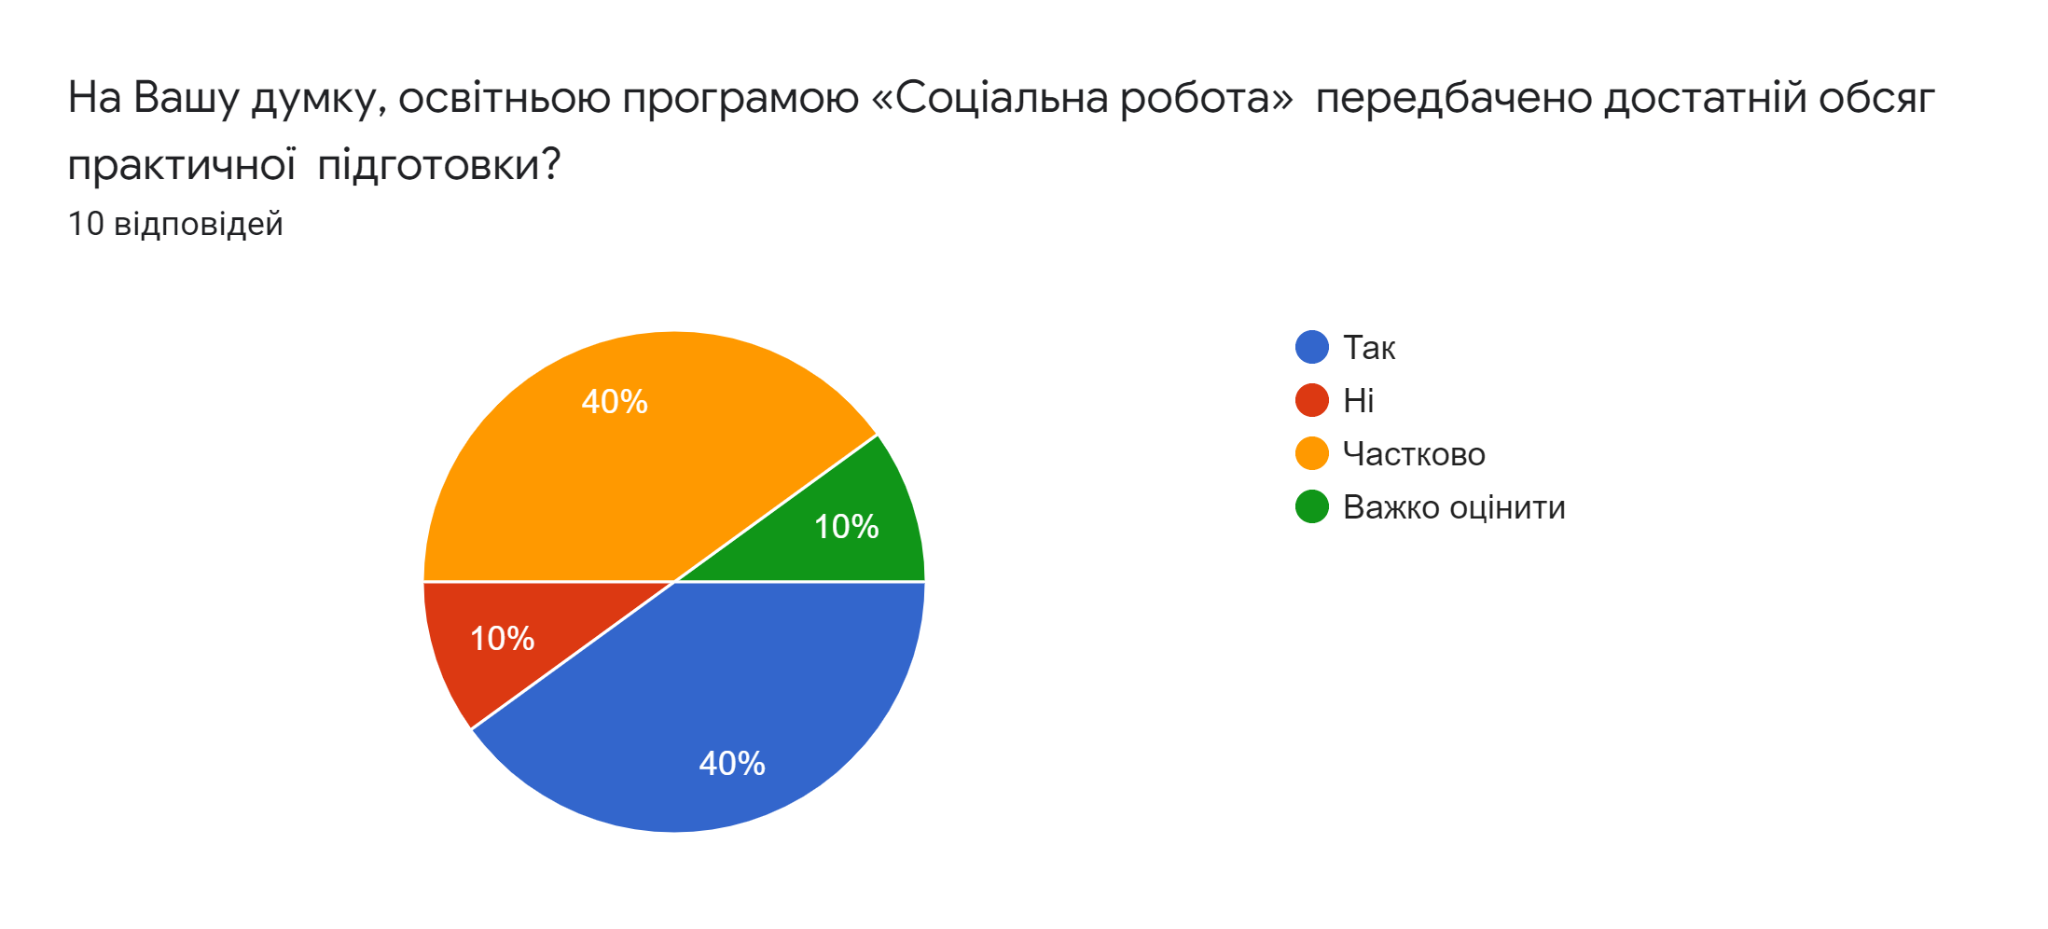 На Вашу думку, освітньою програмою «Соціальна робота»  передбачено достатній обсяг
практичної  підготовки?
10 відповідей
Так
Ні
Частково
Важко оцінити
40%
10%
10%
40%